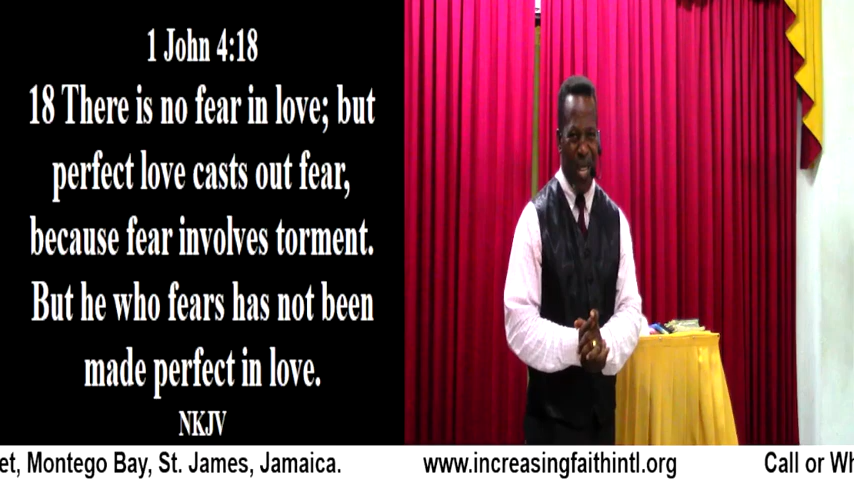 1 John 4:18
18 There is no fear in love; but
perfect love casts out fear,
because fear involves torment.
But he who fears has not been
made perfect in love.
NKJV
Montego Bay, St. James, Jamaica. www.increasingfaithintl.org Call or